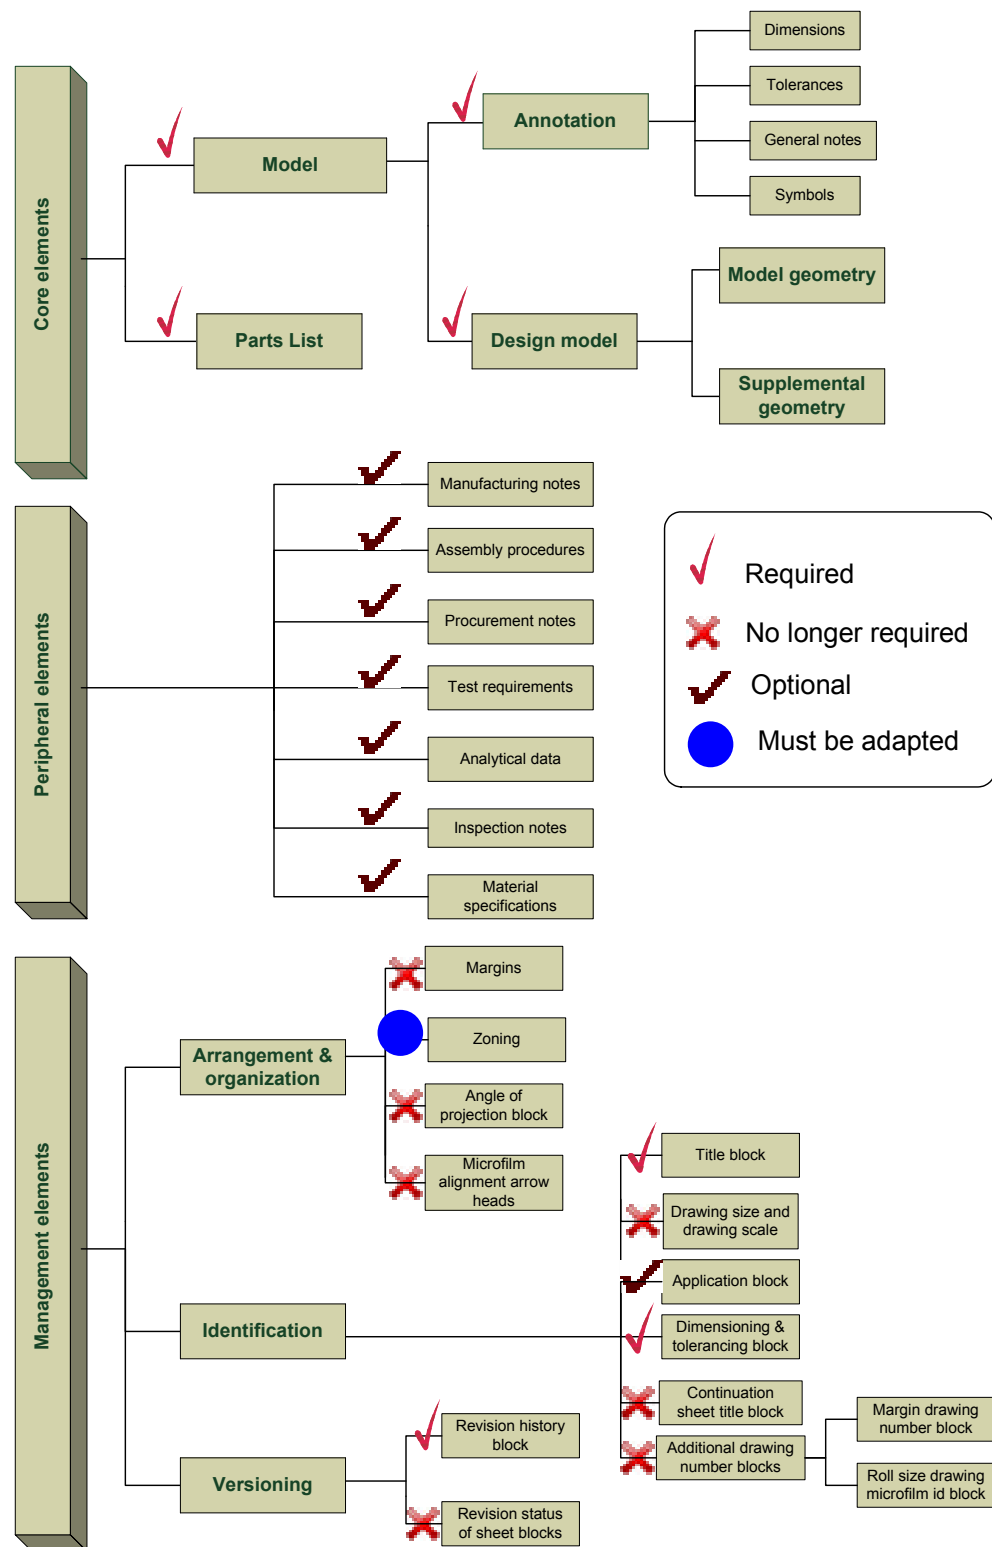 Core elements
Model
Parts List
Annotation
Design model
Dimensions
Tolerances
General notes
Symbols
Model geometry
Supplemental
geometry
Peripheral elements
Manufacturing notes
Assembly procedures
Procurement notes
Test requirements
Analytical data
Inspection notes
Material
specifications
Required
No longer required
Optional
Must be adapted
Management elements
Arrangement &
organization
Margins
Zoning
Angle of
projection block
Microfilm
alignment arrow
heads
Identification
Title block
Drawing size and
drawing scale
Application block
Dimensioning &
tolerancing block
Continuation
sheet title block
Additional drawing
number blocks
Margin drawing
number block
Roll size drawing
microfilm id block
Versioning
Revision history
block
Revision status
of sheet blocks